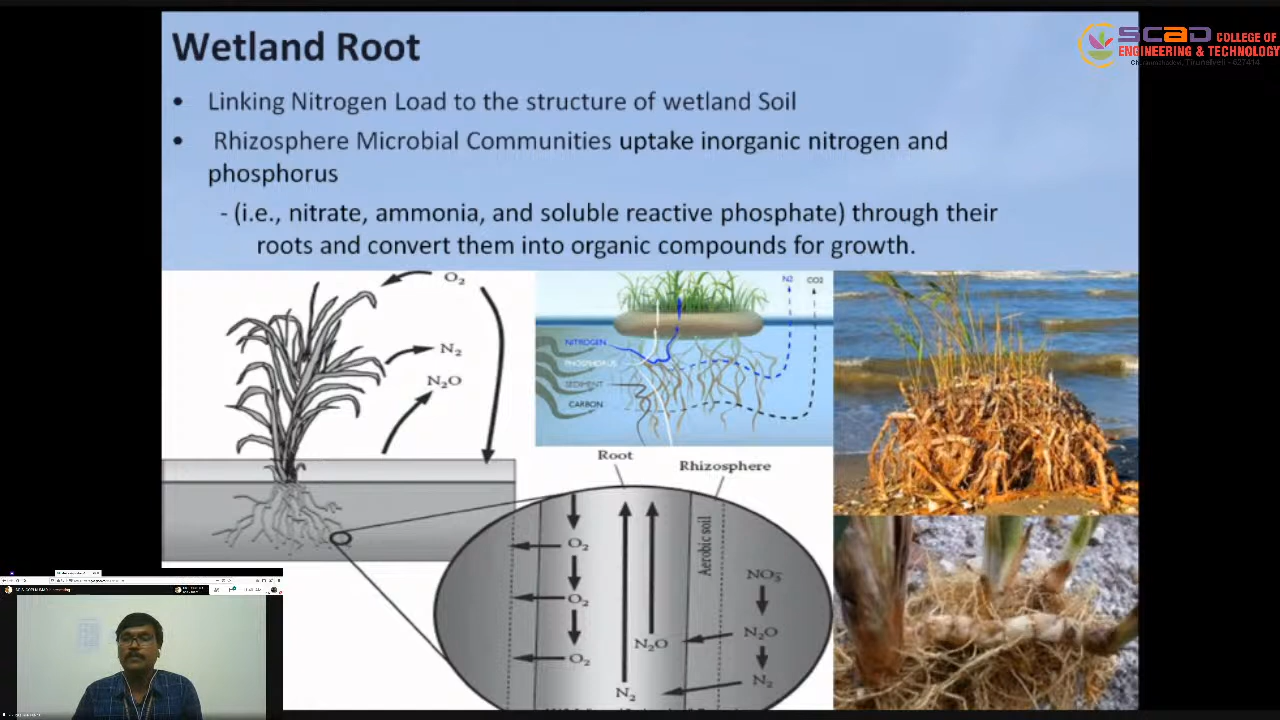 Wetland Root
SCAD COLLEGE OF
ENGINEERING & TECHNOLOGY
Tirunelveli - 627414
• Linking Nitrogen Load to the structure of wetland Soil
• Rhizosphere Microbial Communities uptake inorganic nitrogen and
phosphorus
- (i.e., nitrate, ammonia, and soluble reactive phosphate) through their
roots and convert them into organic compounds for growth.
O2
N2
N2O
N2
CO2
NITROGEN
PHOSPHORUS
SEDIMENT
CARBON
Root
Rhizosphere
Aerobic soil
O2
O2
O2
N2O
N2
NO3-
N2O
N2